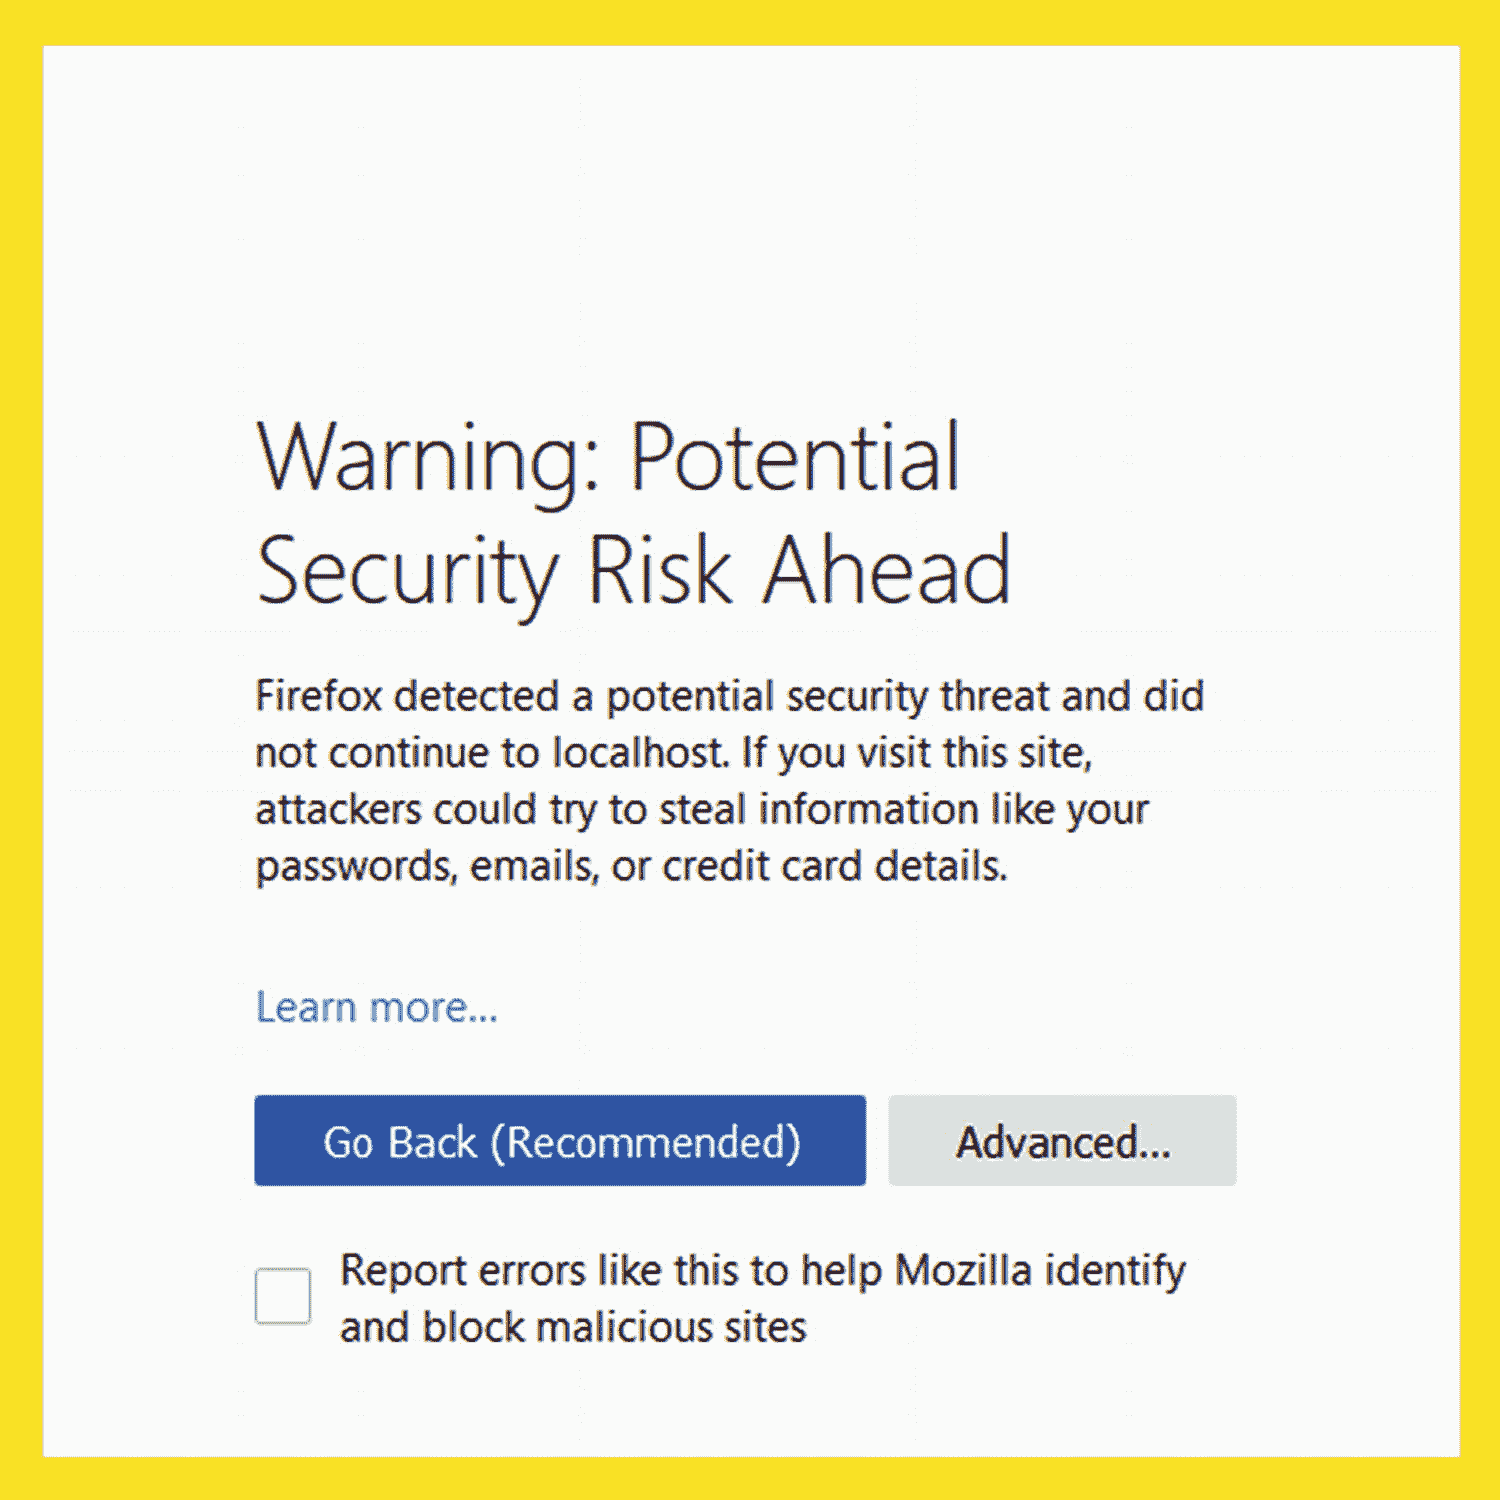 Warning: Potential
Security Risk Ahead
Firefox detected a potential security threat and did
not continue to localhost. If you visit this site,
attackers could try to steal information like your
passwords, emails, or credit card details.
Learn more...
Go Back (Recommended)
Advanced...
Report errors like this to help Mozilla identify
and block malicious sites